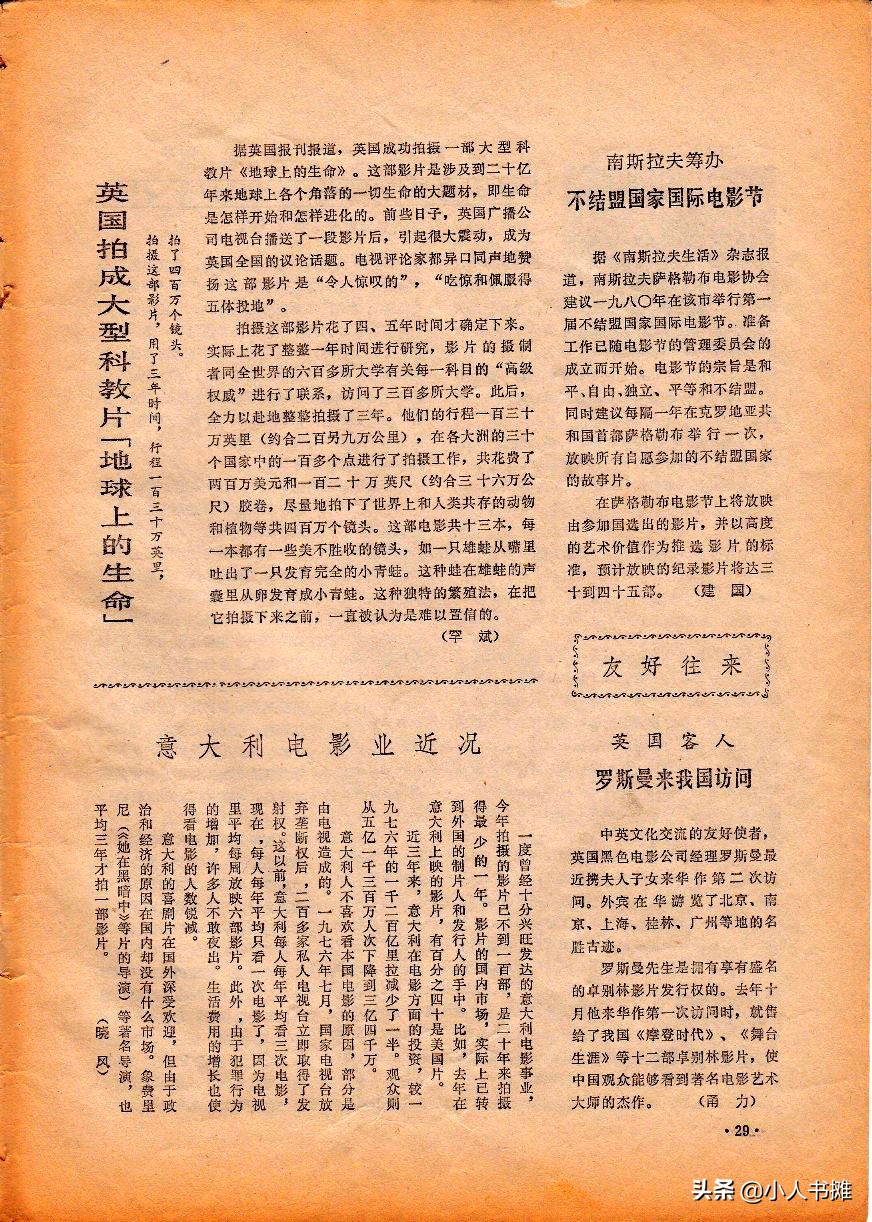 英国拍成大型科教片「地球上的生命」
拍摄这部影片，用了三年时间，行程一百三十万英里，
拍了四百万个镜头。
据英国报刊报道，英国成功拍摄一部大型科
教片《地球上的生命》。这部影片是涉及到二十亿
年来地球上各个角落的一切生命的大题材，即生命
是怎样开始和怎样进化的。前些日子，英国广播公
司电视台播送了一段影片后，引起很大震动，成为
英国全国的议论话题。电视评论家都异口同声地赞
扬这部影片是“令人惊叹的”，“吃惊和佩服得
五体投地”。
拍摄这部影片花了四、五年时间才确定下来。
实际上花了整整一年时间进行研究，影片的摄制
者同全世界的六百多所大学有关每一科目的“高级
权威”进行了联系，访问了三百多所大学。此后，
全力以赴地整整拍摄了三年。他们的行程一百三十
万英里（约合二百另九万公里），在各大洲的三十
个国家中的一百多个点进行了拍摄工作，共花费了
两百万美元和一百二十万英尺（约合三十六万公
尺）胶卷，尽量地拍下了世界上和人类共存的动物
和植物等共四百万个镜头。这部电影共十三本，每
一本都有一些美不胜收的镜头，如一只雄蛙从嘴里
吐出了一只发育完全的小青蛙。这种蛙在雄蛙的声
囊里从卵发育成小青蛙。这种独特的繁殖法，在把
它拍摄下来之前，一直被认为是难以置信的。
（罕 斌）
南斯拉夫筹办
不结盟国家国际电影节
据《南斯拉夫生活》杂志报
道，南斯拉夫萨格勒布电影协会
建议一九八〇年在该市举行第一
届不结盟国家国际电影节。准备
工作已随电影节的管理委员会的
成立而开始。电影节的宗旨是和
平、自由、独立、平等和不结盟。
同时建议每隔一年在克罗地亚共
和国首都萨格勒布举行一次，
放映所有自愿参加的不结盟国家
的故事片。
在萨格勒布电影节上将放映
由参加国选出的影片，并以高度
的艺术价值作为推选影片的标
准，预计放映的纪录影片将达三
十到四十五部。（建 国）
友好往来
英国客人
罗斯曼来我国访问
中英文化交流的友好使者，
英国黑色电影公司经理罗斯曼最
近携夫人子女来华作第二次访
问。外宾在华游览了北京、南
京、上海、桂林、广州等地的名
胜古迹。
罗斯曼先生是拥有享有盛名
的卓别林影片发行权的。去年十
月他来华作第一次访问时，就售
给了我国《摩登时代》、《舞台
生涯》等十二部卓别林影片，使
中国观众能够看到著名电影艺术
大师的杰作。（甬 力）
意大利电影业近况
一度曾经十分兴旺发达的意大利电影事业，
今年拍摄的影片已不到一百部，是二十年来拍摄
得最少的一年。影片的国内市场，实际上已转
到外国的制片人和发行人的手中。比如，去年在
意大利上映的影片，有百分之四十是美国片。
近三年来，意大利在电影方面的投资，较一
九七六年的一千二百亿里拉减少了一半。观众则
从五亿一千三百万人次下降到三亿四千万。
意大利人不喜欢看本国电影的原因，部分是
由电视造成的。一九七六年七月，国家电视台放
弃垄断权后，二百多家私人电视台立即取得了发
射权。这以前，意大利每人每年平均看三次电影，
现在，每人每年平均只看一次电影了，因为电视
里平均每周放映六部影片。此外，由于犯罪行为
的增加，许多人不敢夜出。生活费用的增长也使
得看电影的人数锐减。
意大利的喜剧片在国外深受欢迎，但由于政
治和经济的原因在国内却没有什么市场。象费里
尼（《她在黑暗中》等片的导演）等著名导演，也
平均三年才拍一部影片。（晓 风）
·29·
头条 @小人书摊